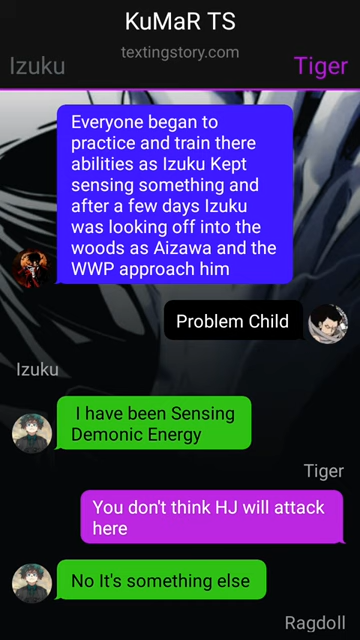 KuMaR TS
textingstory.com
Izuku
Tiger
Everyone began to
practice and train there
abilities as Izuku Kept
sensing something and
after a few days Izuku
was looking off into the
woods as Aizawa and the
WWP approach him
Problem Child
Izuku
I have been Sensing
Demonic Energy
Tiger
You don't think HJ will attack
here
No It's something else
Ragdoll